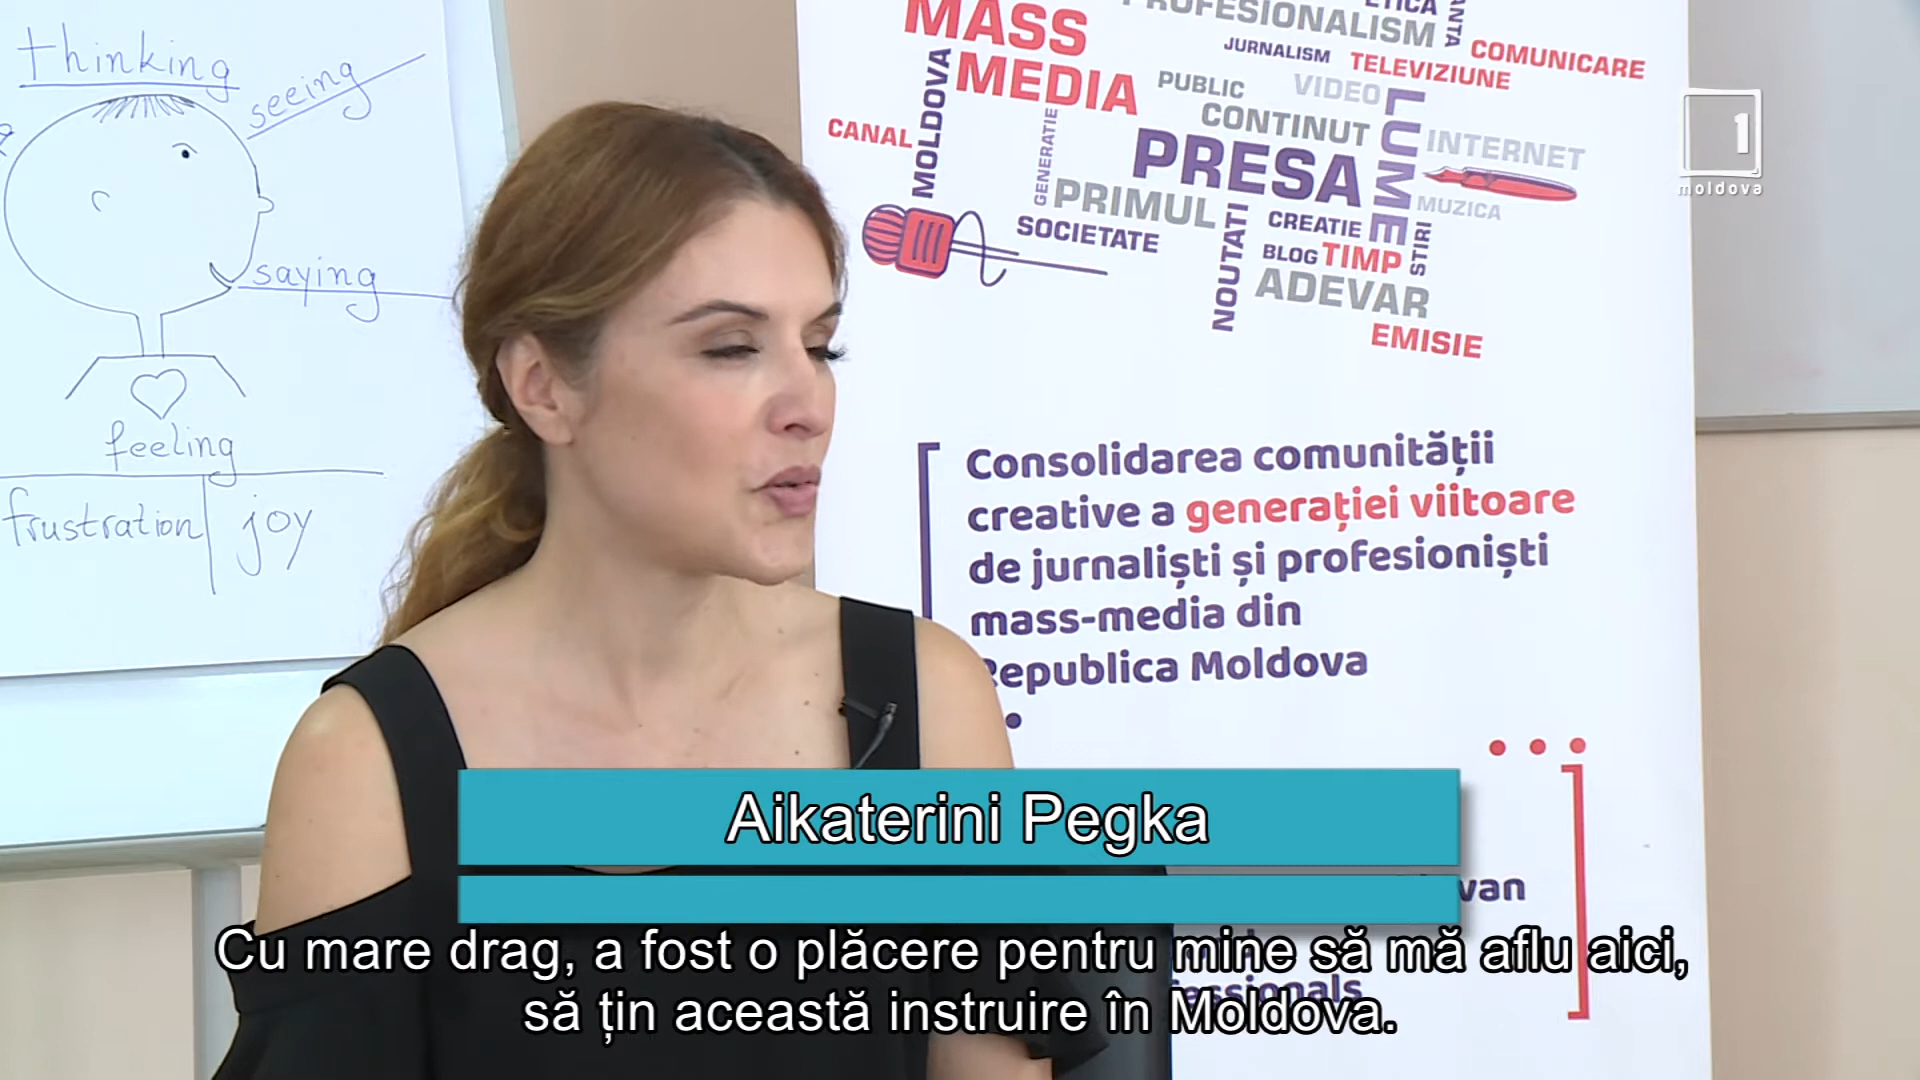 thinking
seeing
saying
feeling
frustration joy
MASS
MEDIA
PROFESIONALISM
ETICA
JURNALISM
TELEVIZIUNE
COMUNICARE
PUBLIC
VIDEO
CANAL
MOLDOVA
GENERATIE
CONTINUT
LUME
INTERNET
PRESA
PRIMUL
MUZICA
SOCIETATE
CREATIE
NOUTATI
BLOG
TIMP
STIRI
ADEVAR
EMISIE
1
moldova
Consolidarea comunității
creative a generației viitoare
de jurnaliști și profesioniști
mass-media din
Republica Moldova
Aikaterini Pegka
Cu mare drag, a fost o plăcere pentru mine să mă aflu aici,
să țin această instruire în Moldova.